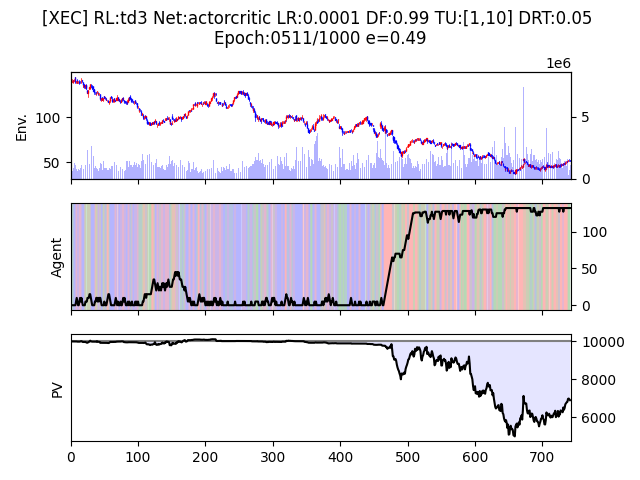 [XEC] RL:td3 Net:actorcritic LR:0.0001 DF:0.99 TU:[1,10] DRT:0.05
Epoch:0511/1000 e=0.49
1e6
Env.
100
50
5
0
Agent
100
50
0
PV
10000
8000
6000
0 100 200 300 400 500 600 700